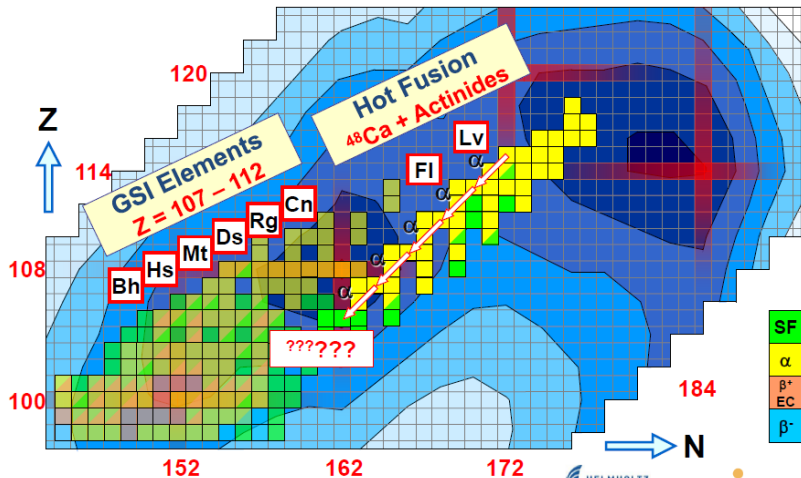 120
Z
114
108
100
GSI Elements
Z = 107 – 112
Hot Fusion
⁴⁸Ca + Actinides
Bh
Hs
Mt
Ds
Rg
Cn
Fl
Lv
α
α
α
α
α
??????
SF
α
β⁺
EC
β⁻
184
N
152
162
172